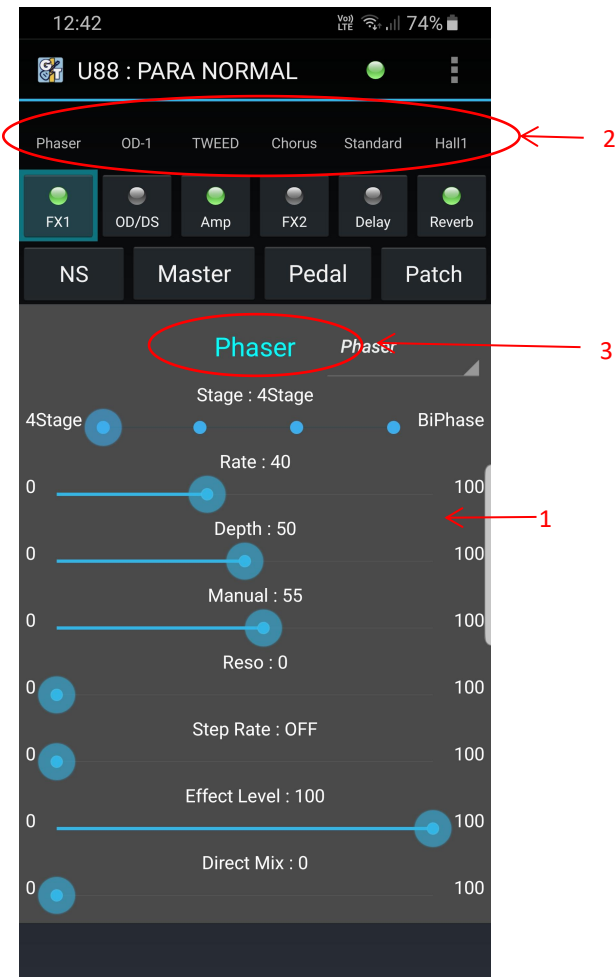 12:42 Vo)) LTE 74%
GT U88 : PARA NORMAL
2
Phaser OD-1 TWEED Chorus Standard Hall1
FX1 OD/DS Amp FX2 Delay Reverb
NS Master Pedal Patch
Phaser Phaser
3
Stage : 4Stage
4Stage BiPhase
Rate : 40
0 100
1
Depth : 50
0 100
Manual : 55
0 100
Reso : 0
0 100
Step Rate : OFF
0 100
Effect Level : 100
0 100
Direct Mix : 0
0 100